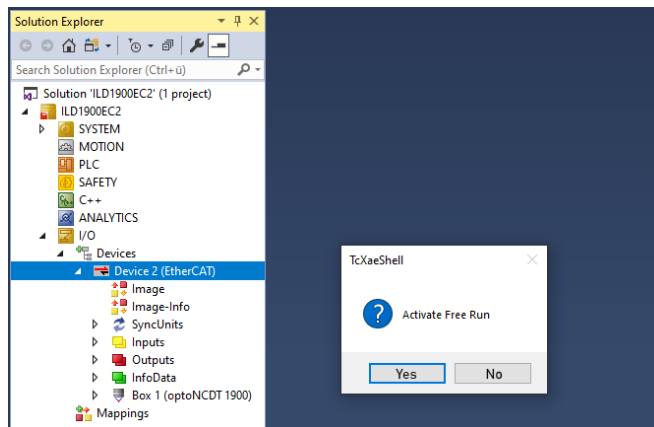 Solution Explorer
Search Solution Explorer (Ctrl+ü)
Solution 'ILD1900EC2' (1 project)
ILD1900EC2
SYSTEM
MOTION
PLC
SAFETY
C++
ANALYTICS
I/O
Devices
Device 2 (EtherCAT)
Image
Image-Info
SyncUnits
Inputs
Outputs
InfoData
Box 1 (optoNCDT 1900)
Mappings
TcXaeShell
Activate Free Run
Yes No